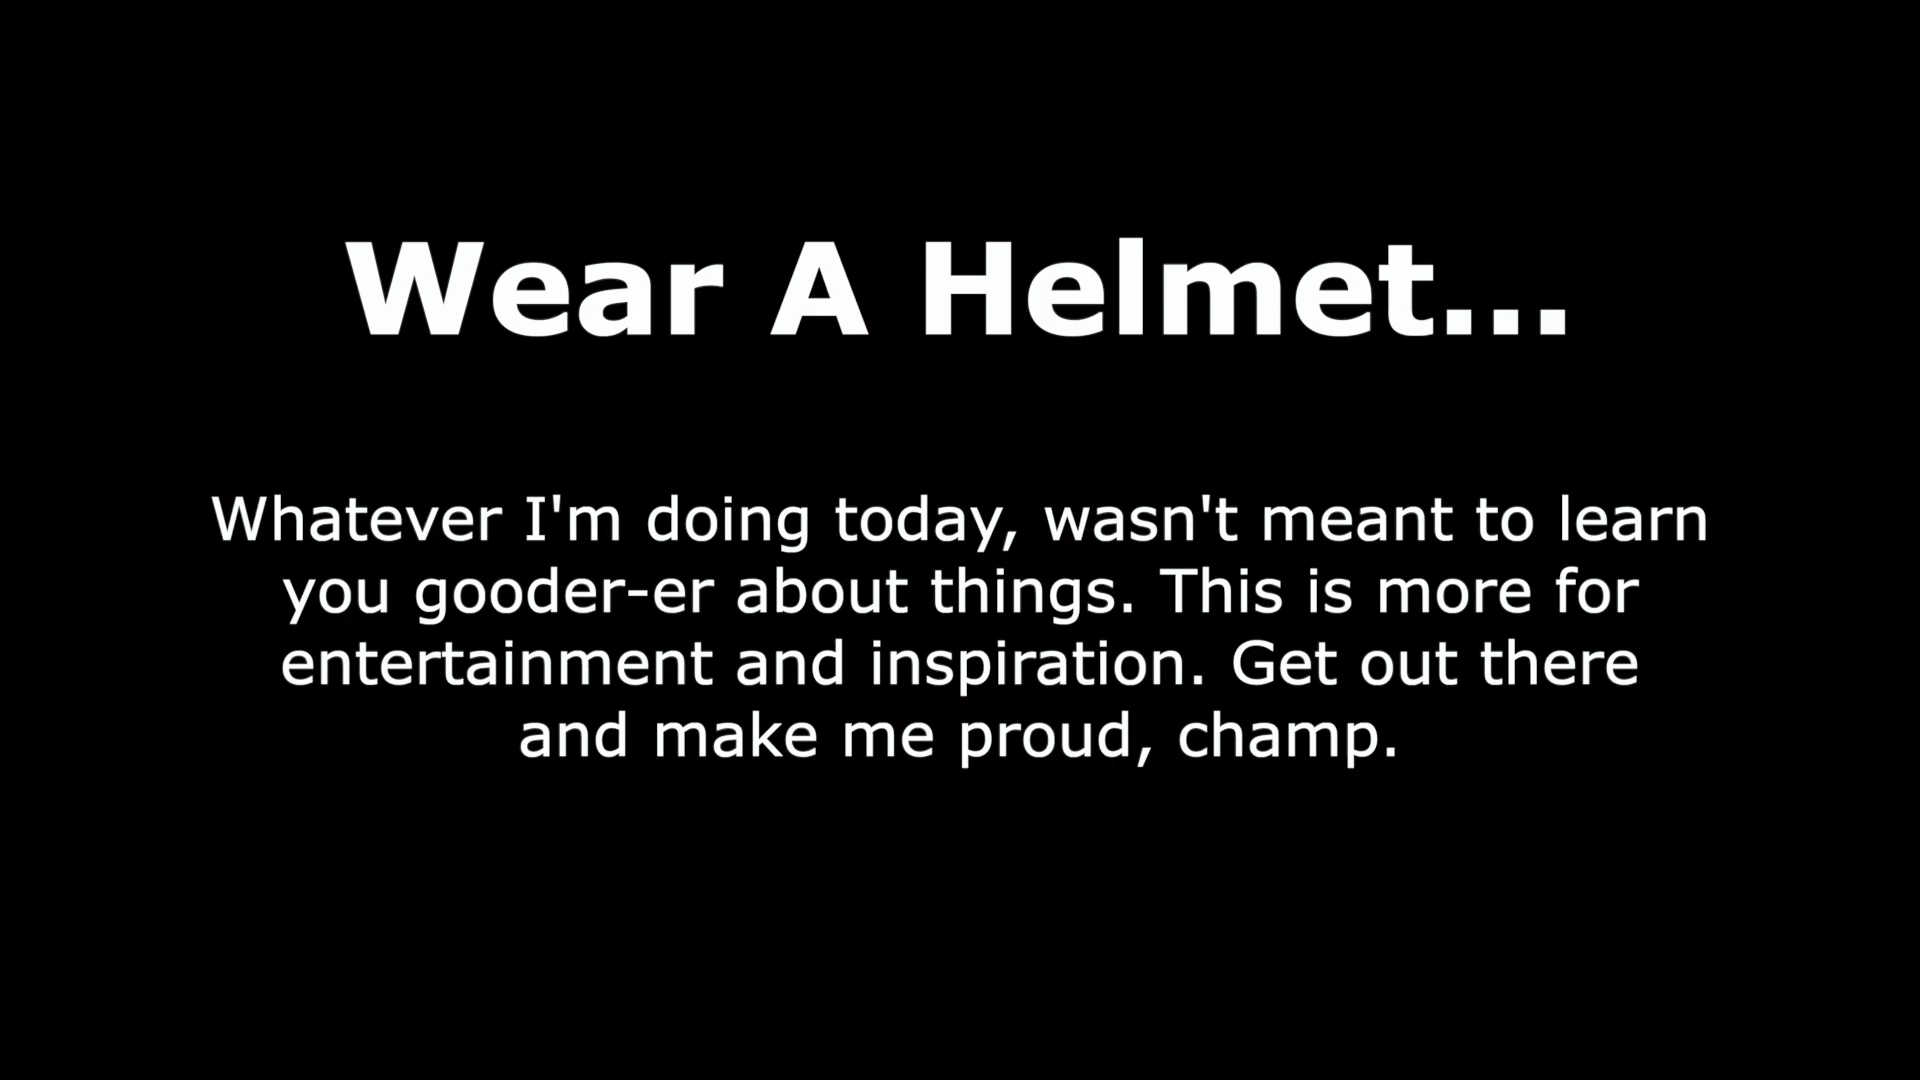 Wear A Helmet...
Whatever I'm doing today, wasn't meant to learn
you gooder-er about things. This is more for
entertainment and inspiration. Get out there
and make me proud, champ.